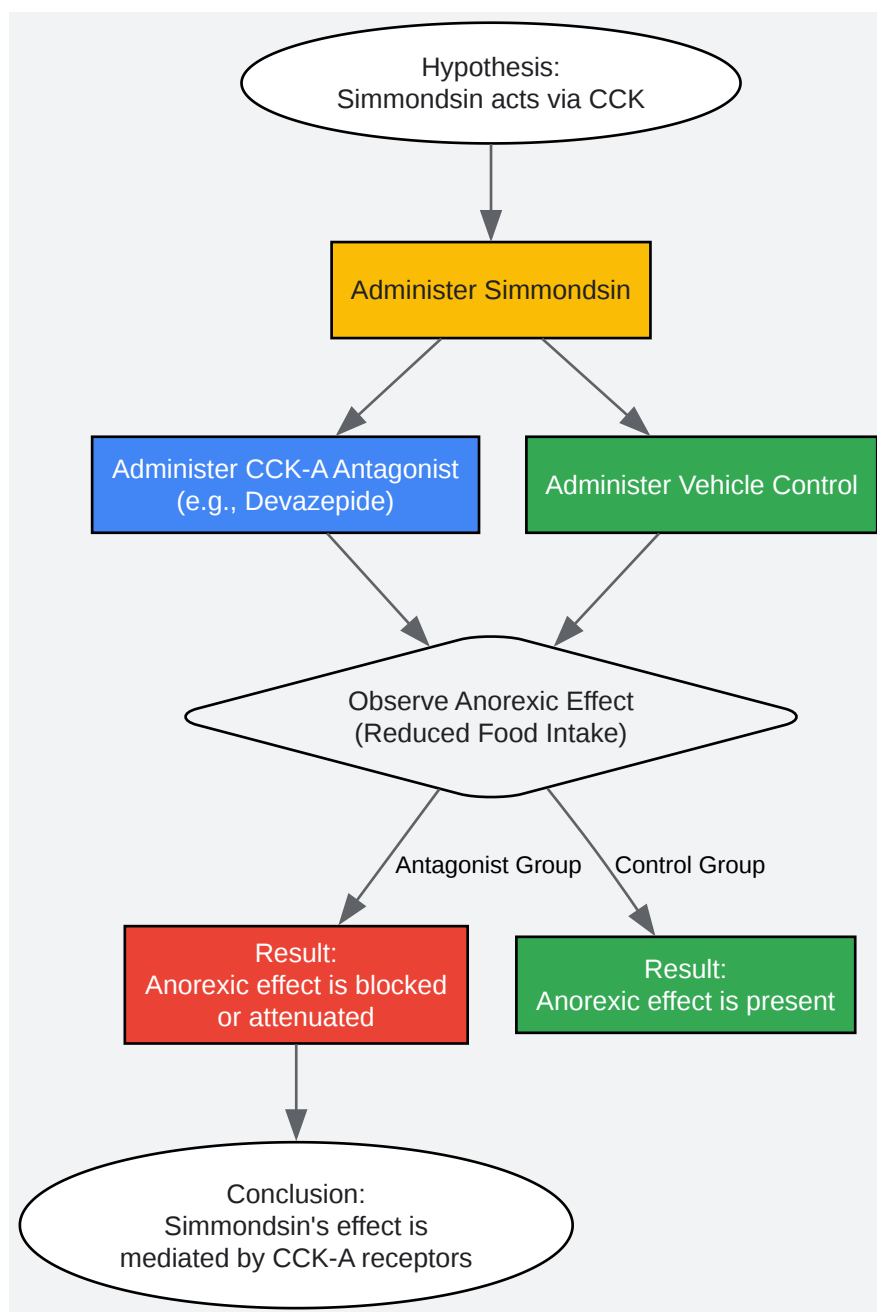 Hypothesis:
Simmondsin acts via CCK
Administer Simmondsin
Administer CCK-A Antagonist
(e.g., Devazepide)
Administer Vehicle Control
Observe Anorexic Effect
(Reduced Food Intake)
Antagonist Group
Control Group
Result:
Anorexic effect is blocked
or attenuated
Result:
Anorexic effect is present
Conclusion:
Simmondsin's effect is
mediated by CCK-A receptors